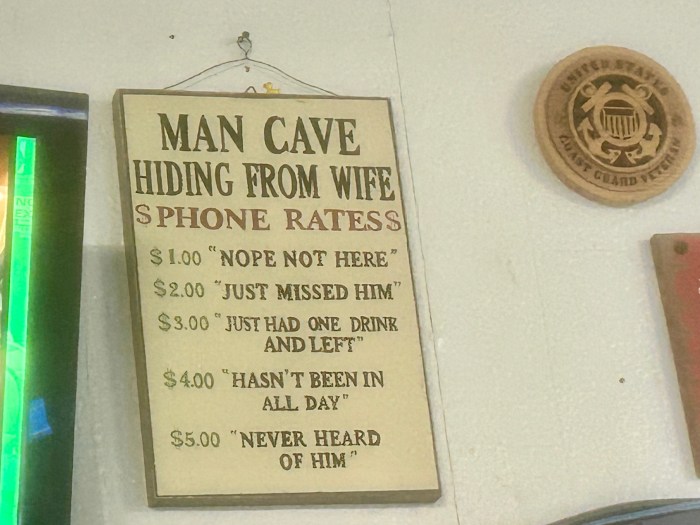 MAN CAVE
HIDING FROM WIFE
$PHONE RATES$
$1.00 "NOPE NOT HERE"
$2.00 "JUST MISSED HIM"
$3.00 "JUST HAD ONE DRINK
AND LEFT"
$4.00 "HASN'T BEEN IN
ALL DAY"
$5.00 "NEVER HEARD
OF HIM"
UNITED STATES
COAST GUARD VETERAN